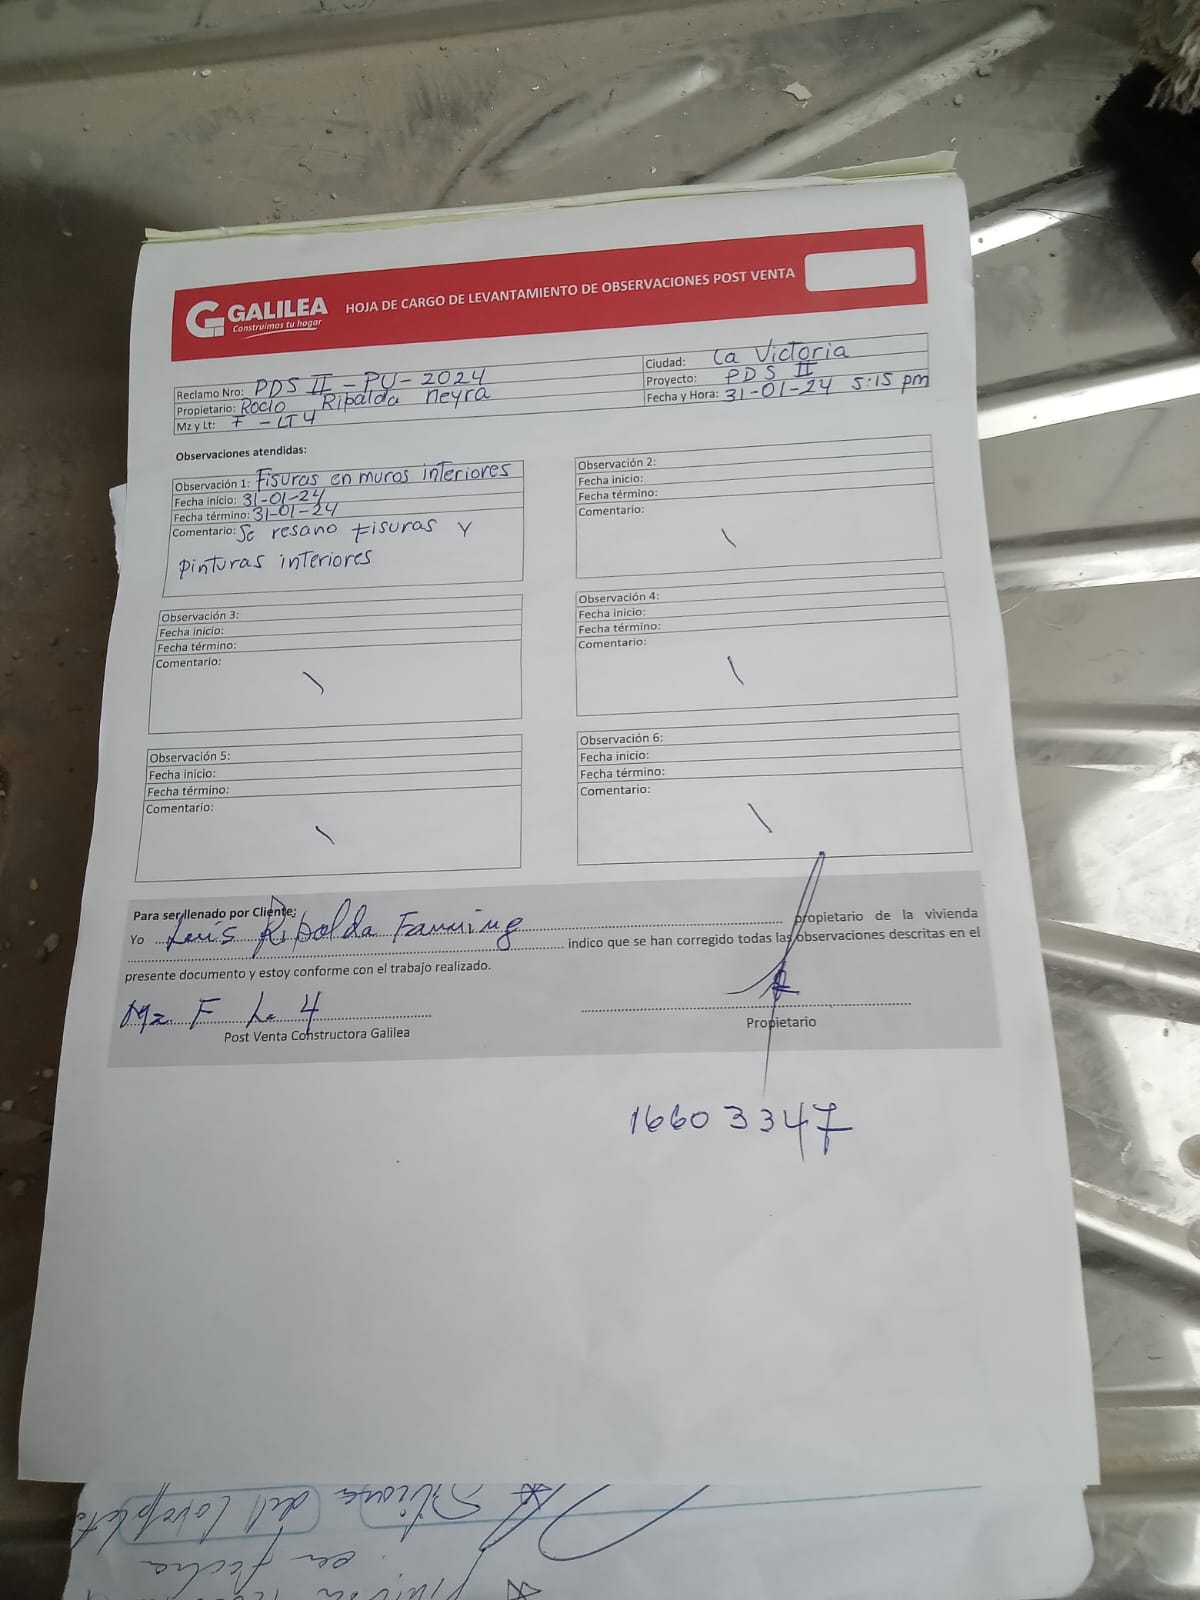 GALILEA
Construimos tu hogar
HOJA DE CARGO DE LEVANTAMIENTO DE OBSERVACIONES POST VENTA
Reclamo Nro: PDS II - PU - 2024
Propietario: Rocio Ripalda neyra
Mz y Lt: F - LT 4
Ciudad: La Victoria
Proyecto: PDS II
Fecha y Hora: 31-01-24 5:15 pm
Observaciones atendidas:
Observación 1: Fisuras en muros interiores
Fecha inicio: 31-01-24
Fecha término: 31-01-24
Comentario: Se resano fisuras y
pinturas interiores
Observación 2:
Fecha inicio:
Fecha término:
Comentario:
Observación 3:
Fecha inicio:
Fecha término:
Comentario:
Observación 4:
Fecha inicio:
Fecha término:
Comentario:
Observación 5:
Fecha inicio:
Fecha término:
Comentario:
Observación 6:
Fecha inicio:
Fecha término:
Comentario:
Para ser llenado por Cliente:
Yo Luis Ripalda Fanning propietario de la vivienda
indico que se han corregido todas las observaciones descritas en el
presente documento y estoy conforme con el trabajo realizado.
Mz F L. 4
Post Venta Constructora Galilea
Propietario
16603347